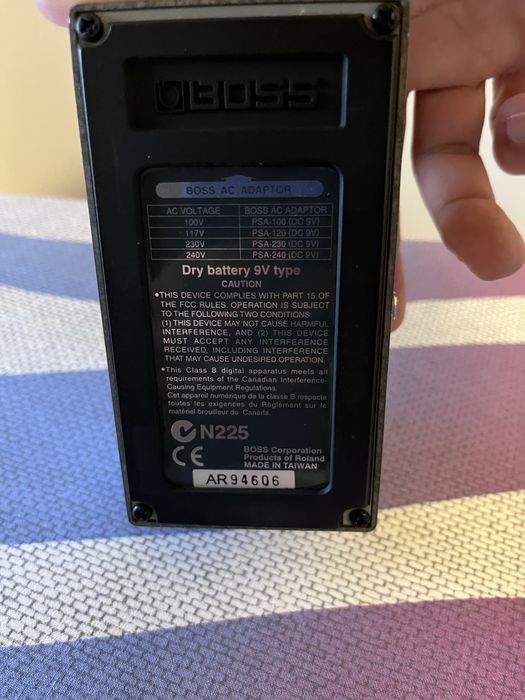 BOSS
BOSS AC ADAPTOR
AC VOLTAGE BOSS AC ADAPTOR
100V PSA-100 (DC 9V)
117V PSA-120 (DC 9V)
230V PSA-230 (DC 9V)
240V PSA-240 (DC 9V)
Dry battery 9V type
CAUTION
•THIS DEVICE COMPLIES WITH PART 15 OF
THE FCC RULES. OPERATION IS SUBJECT
TO THE FOLLOWING TWO CONDITIONS:
(1) THIS DEVICE MAY NOT CAUSE HARMFUL
INTERFERENCE, AND (2) THIS DEVICE
MUST ACCEPT ANY INTERFERENCE
RECEIVED, INCLUDING INTERFERENCE
THAT MAY CAUSE UNDESIRED OPERATION.
•This Class B digital apparatus meets all
requirements of the Canadian Interference-
Causing Equipment Regulations.
Cet appareil numérique de la classe B respecte
toutes les exigences du Règlement sur le
matériel brouilleur du Canada.
N225
CE
BOSS Corporation
Products of Roland
MADE IN TAIWAN
AR94606